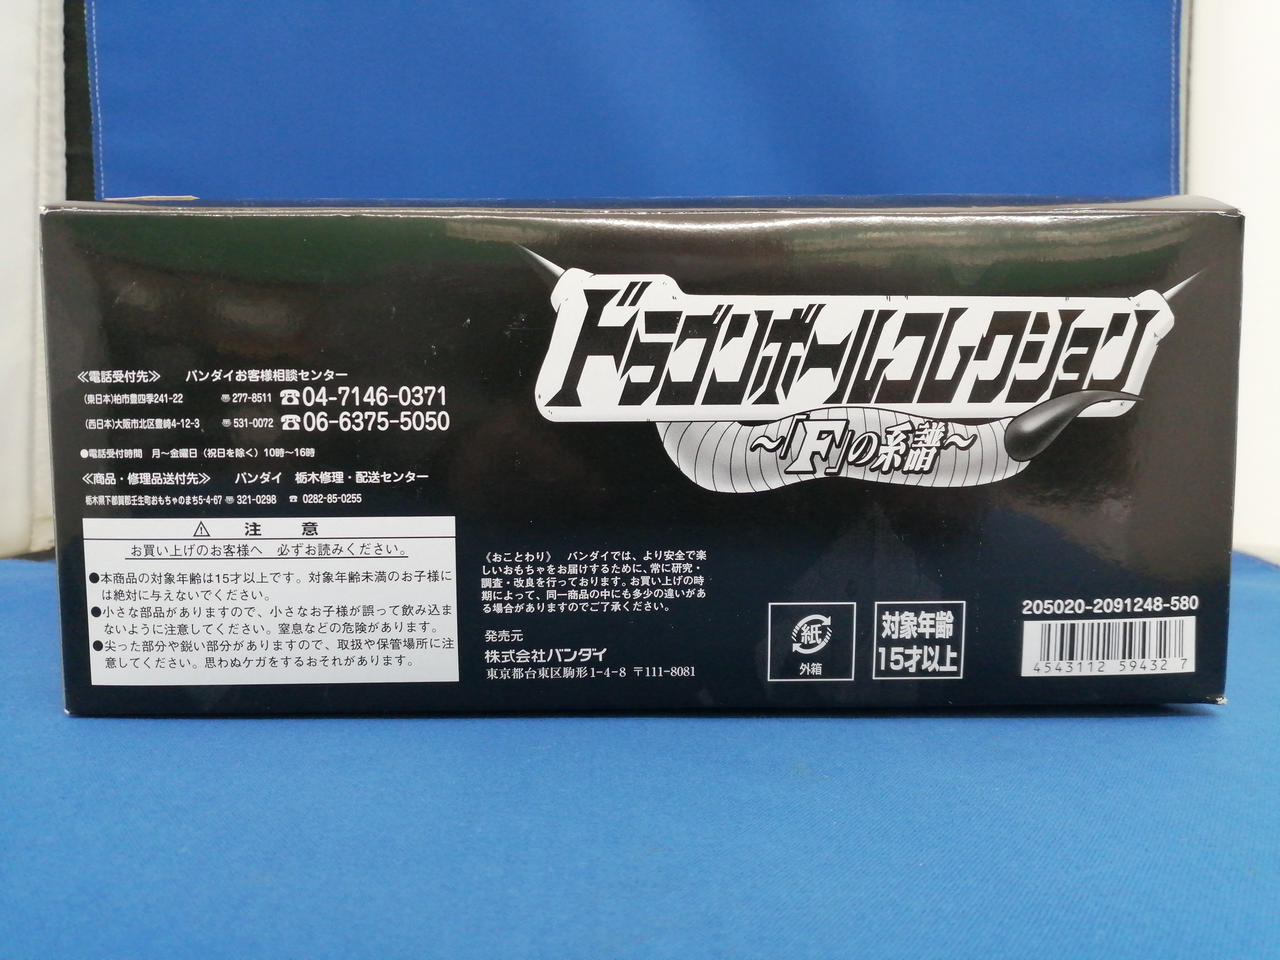 ドラゴンボールコレクション
～「F」の系譜～
≪電話受付先≫ バンダイお客様相談センター
(東日本)柏市豊四季241-22 〠277-8511 ☎04-7146-0371
(西日本)大阪市北区豊崎4-12-3 〠531-0072 ☎06-6375-5050
●電話受付時間 月～金曜日（祝日を除く）10時～16時
≪商品・修理品送付先≫ バンダイ 栃木修理・配送センター
栃木県下都賀郡壬生町おもちゃのまち5-4-67 〠321-0298 ☎ 0282-85-0255
⚠ 注 意
お買い上げのお客様へ 必ずお読みください。
●本商品の対象年齢は15才以上です。対象年齢未満のお子様に
は絶対に与えないでください。
●小さな部品がありますので、小さなお子様が誤って飲み込ま
ないように注意してください。窒息などの危険があります。
●尖った部分や鋭い部分がありますので、取扱や保管場所に注
意してください。思わぬケガをするおそれがあります。
《おことわり》 バンダイでは、より安全で楽
しいおもちゃをお届けするために、常に研究・
調査・改良を行っております。お買い上げの時
期によって、同一商品の中にも多少の違いがあ
る場合がありますのでご了承ください。
発売元
株式会社バンダイ
東京都台東区駒形1-4-8 〒111-8081
紙
外箱
対象年齢
15才以上
205020-2091248-580
4543112 59432 7